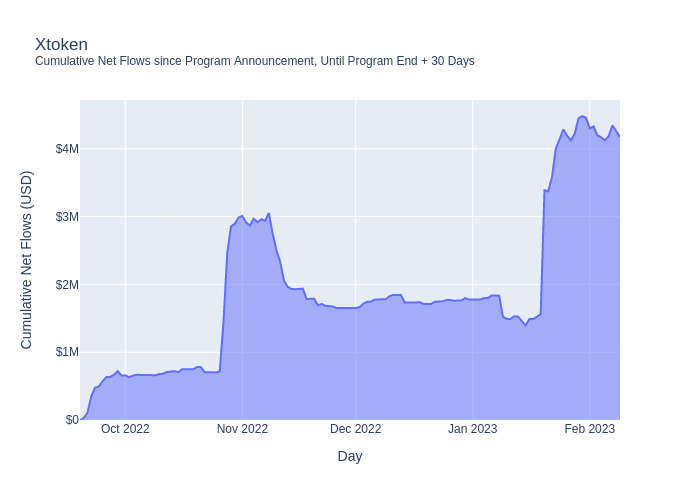 Xtoken
Cumulative Net Flows since Program Announcement, Until Program End + 30 Days
Cumulative Net Flows (USD)
$4M
$3M
$2M
$1M
$0
Oct 2022
Nov 2022
Dec 2022
Jan 2023
Feb 2023
Day